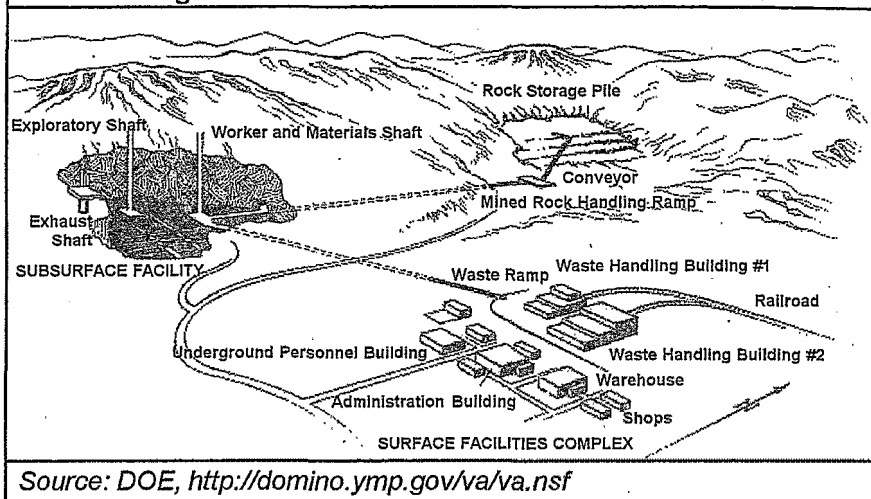 Rock Storage Pile
Exploratory Shaft
Worker and Materials Shaft
Conveyor
Mined Rock Handling Ramp
Exhaust
Shaft
SUBSURFACE FACILITY
Waste Ramp
Waste Handling Building #1
Railroad
Underground Personnel Building
Waste Handling Building #2
Warehouse
Administration Building
Shops
SURFACE FACILITIES COMPLEX
Source: DOE, http://domino.ymp.gov/va/va.nsf